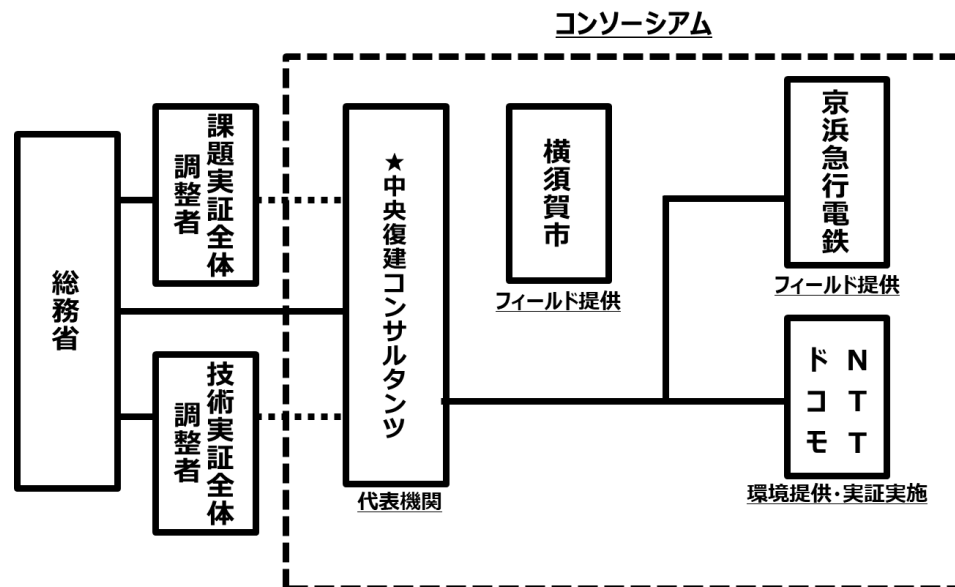 コンソーシアム
総務省
課題実証全体
調整者
技術実証全体
調整者
★中央復建コンサルタンツ
代表機関
横須賀市
フィールド提供
京浜急行電鉄
フィールド提供
NTT
ドコモ
環境提供・実証実施